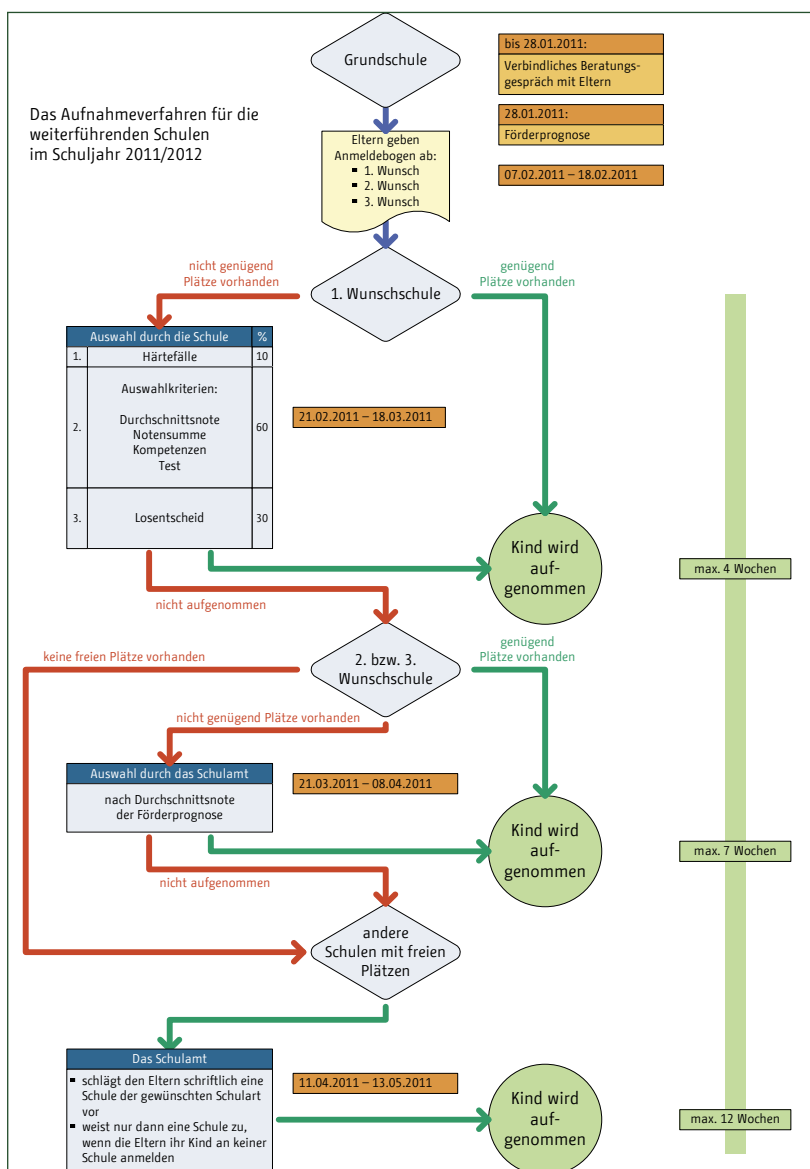 Grundschule
bis 28.01.2011:
Verbindliches Beratungs-
gespräch mit Eltern
28.01.2011:
Förderprognose
07.02.2011 – 18.02.2011
Das Aufnahmeverfahren für die
weiterführenden Schulen
im Schuljahr 2011/2012
Eltern geben
Anmeldebogen ab:
▪ 1. Wunsch
▪ 2. Wunsch
▪ 3. Wunsch
nicht genügend
Plätze vorhanden
1. Wunschschule
genügend
Plätze vorhanden
Auswahl durch die Schule %
1. Härtefälle 10
Auswahlkriterien:
Durchschnittsnote
2. Notensumme 60
Kompetenzen
Test
3. Losentscheid 30
21.02.2011 – 18.03.2011
Kind wird
auf-
genommen
max. 4 Wochen
nicht aufgenommen
keine freien Plätze vorhanden
2. bzw. 3.
Wunschschule
genügend
Plätze vorhanden
nicht genügend Plätze vorhanden
Auswahl durch das Schulamt
nach Durchschnittsnote
der Förderprognose
21.03.2011 – 08.04.2011
Kind wird
auf-
genommen
max. 7 Wochen
nicht aufgenommen
andere
Schulen mit freien
Plätzen
Das Schulamt
▪ schlägt den Eltern schriftlich eine
Schule der gewünschten Schulart
vor
▪ weist nur dann eine Schule zu,
wenn die Eltern ihr Kind an keiner
Schule anmelden
11.04.2011 – 13.05.2011
Kind wird
auf-
genommen
max. 12 Wochen